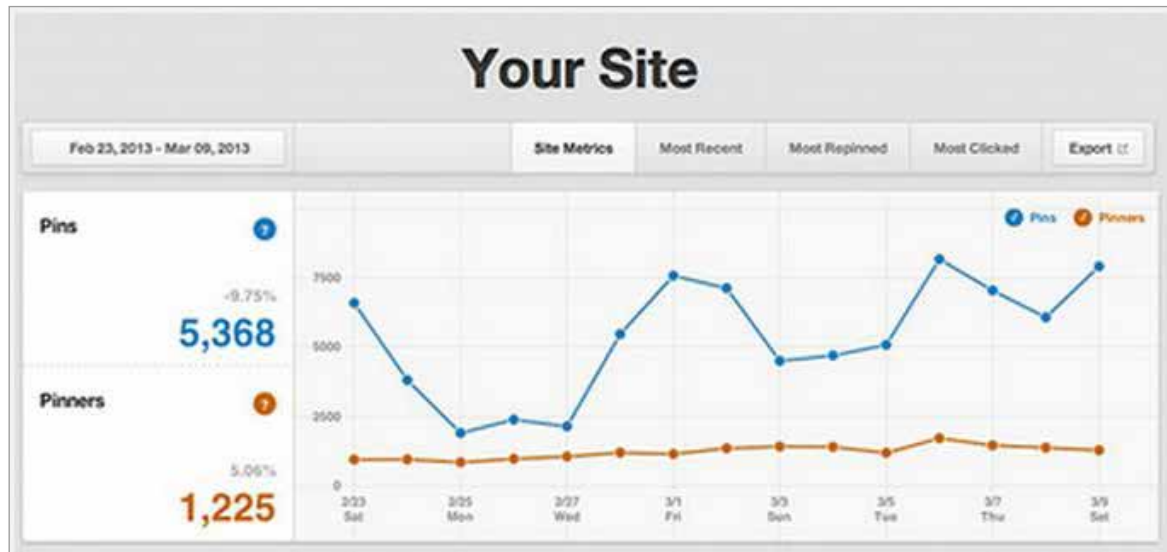 Your Site
Feb 23, 2013 - Mar 09, 2013 Site Metrics Most Recent Most Repinned Most Clicked Export
Pins ?
-9.75%
5,368
Pinners ?
5.06%
1,225
Pins Pinners
7500
5000
2500
0
2/23 2/25 2/27 3/1 3/3 3/5 3/7 3/9
Sat Mon Wed Fri Sun Tue Thu Sat